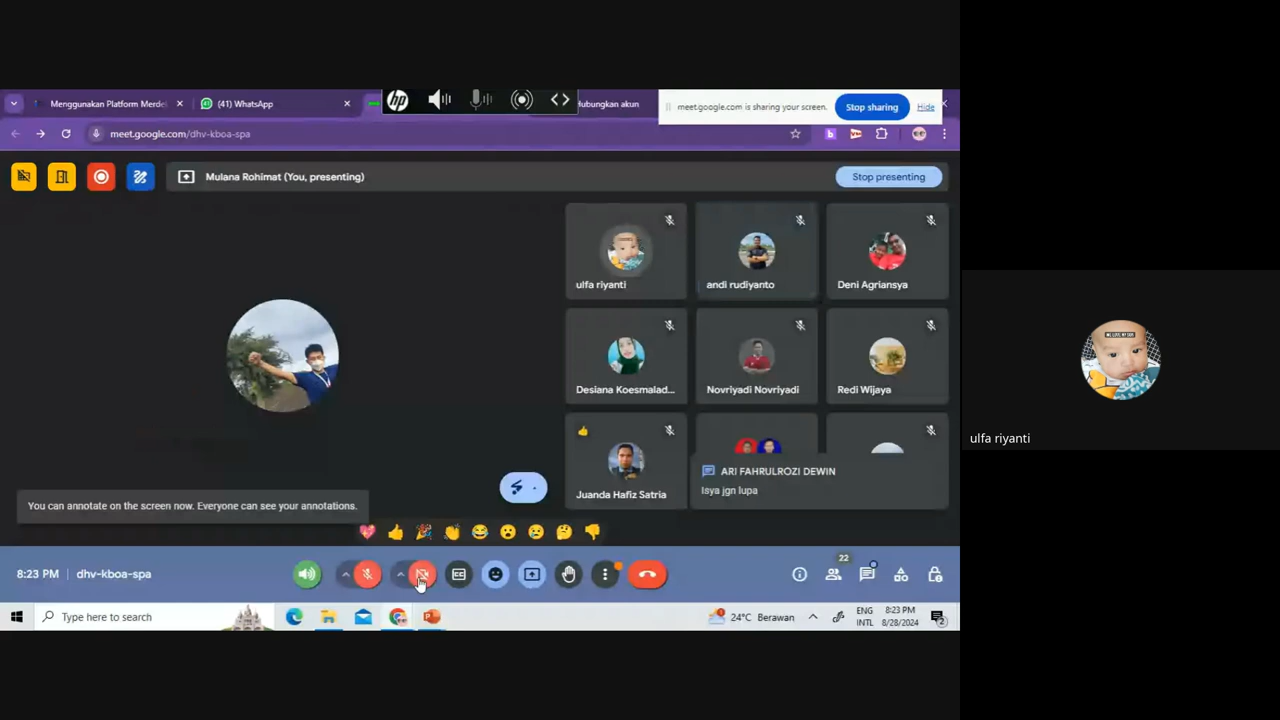 Menggunakan Platform Merde
(41) WhatsApp
hp
Hubungkan akun
meet.google.com is sharing your screen.
Stop sharing
Hide
meet.google.com/dhv-kboa-spa
Mulana Rohimat (You, presenting)
Stop presenting
ulfa riyanti
andi rudiyanto
Deni Agriansya
Desiana Koesmalad...
Novriyadi Novriyadi
Redi Wijaya
Juanda Hafiz Satria
ARI FAHRULROZI DEWIN
Isya jgn lupa
ulfa riyanti
You can annotate on the screen now. Everyone can see your annotations.
8:23 PM | dhv-kboa-spa
22
Type here to search
24°C Berawan
ENG
INTL
8:23 PM
8/28/2024
2